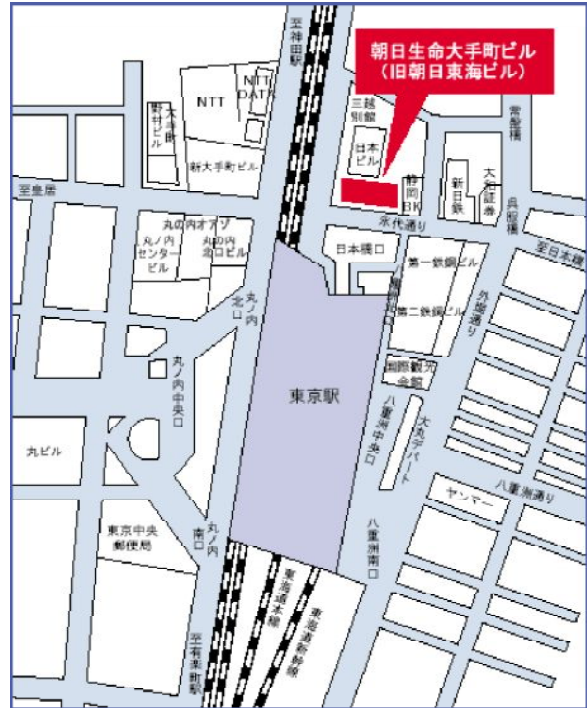 至神田駅
朝日生命大手町ビル
(旧朝日東海ビル)
NTT
NTT
DATA
大手町
野村ビル
新大手町ビル
三越
別館
日本
ビル
常盤橋
静岡
BK
新日鉄
大和証券
呉服橋
至皇居
永代通り
至日本橋
丸の内オアゾ
丸ノ内
センター
ビル
丸の内
北口ビル
日本橋口
八重洲北口
第一鉄鋼ビル
第二鉄鋼ビル
外堀通り
丸ノ内
北口
国際観光
会館
東京駅
丸ノ内中央口
八重洲中央口
大丸デパート
丸ビル
八重洲通り
ヤンマー
東京中央
郵便局
丸ノ内
南口
八重洲南口
東海道本線
東海道新幹線
至有楽町駅